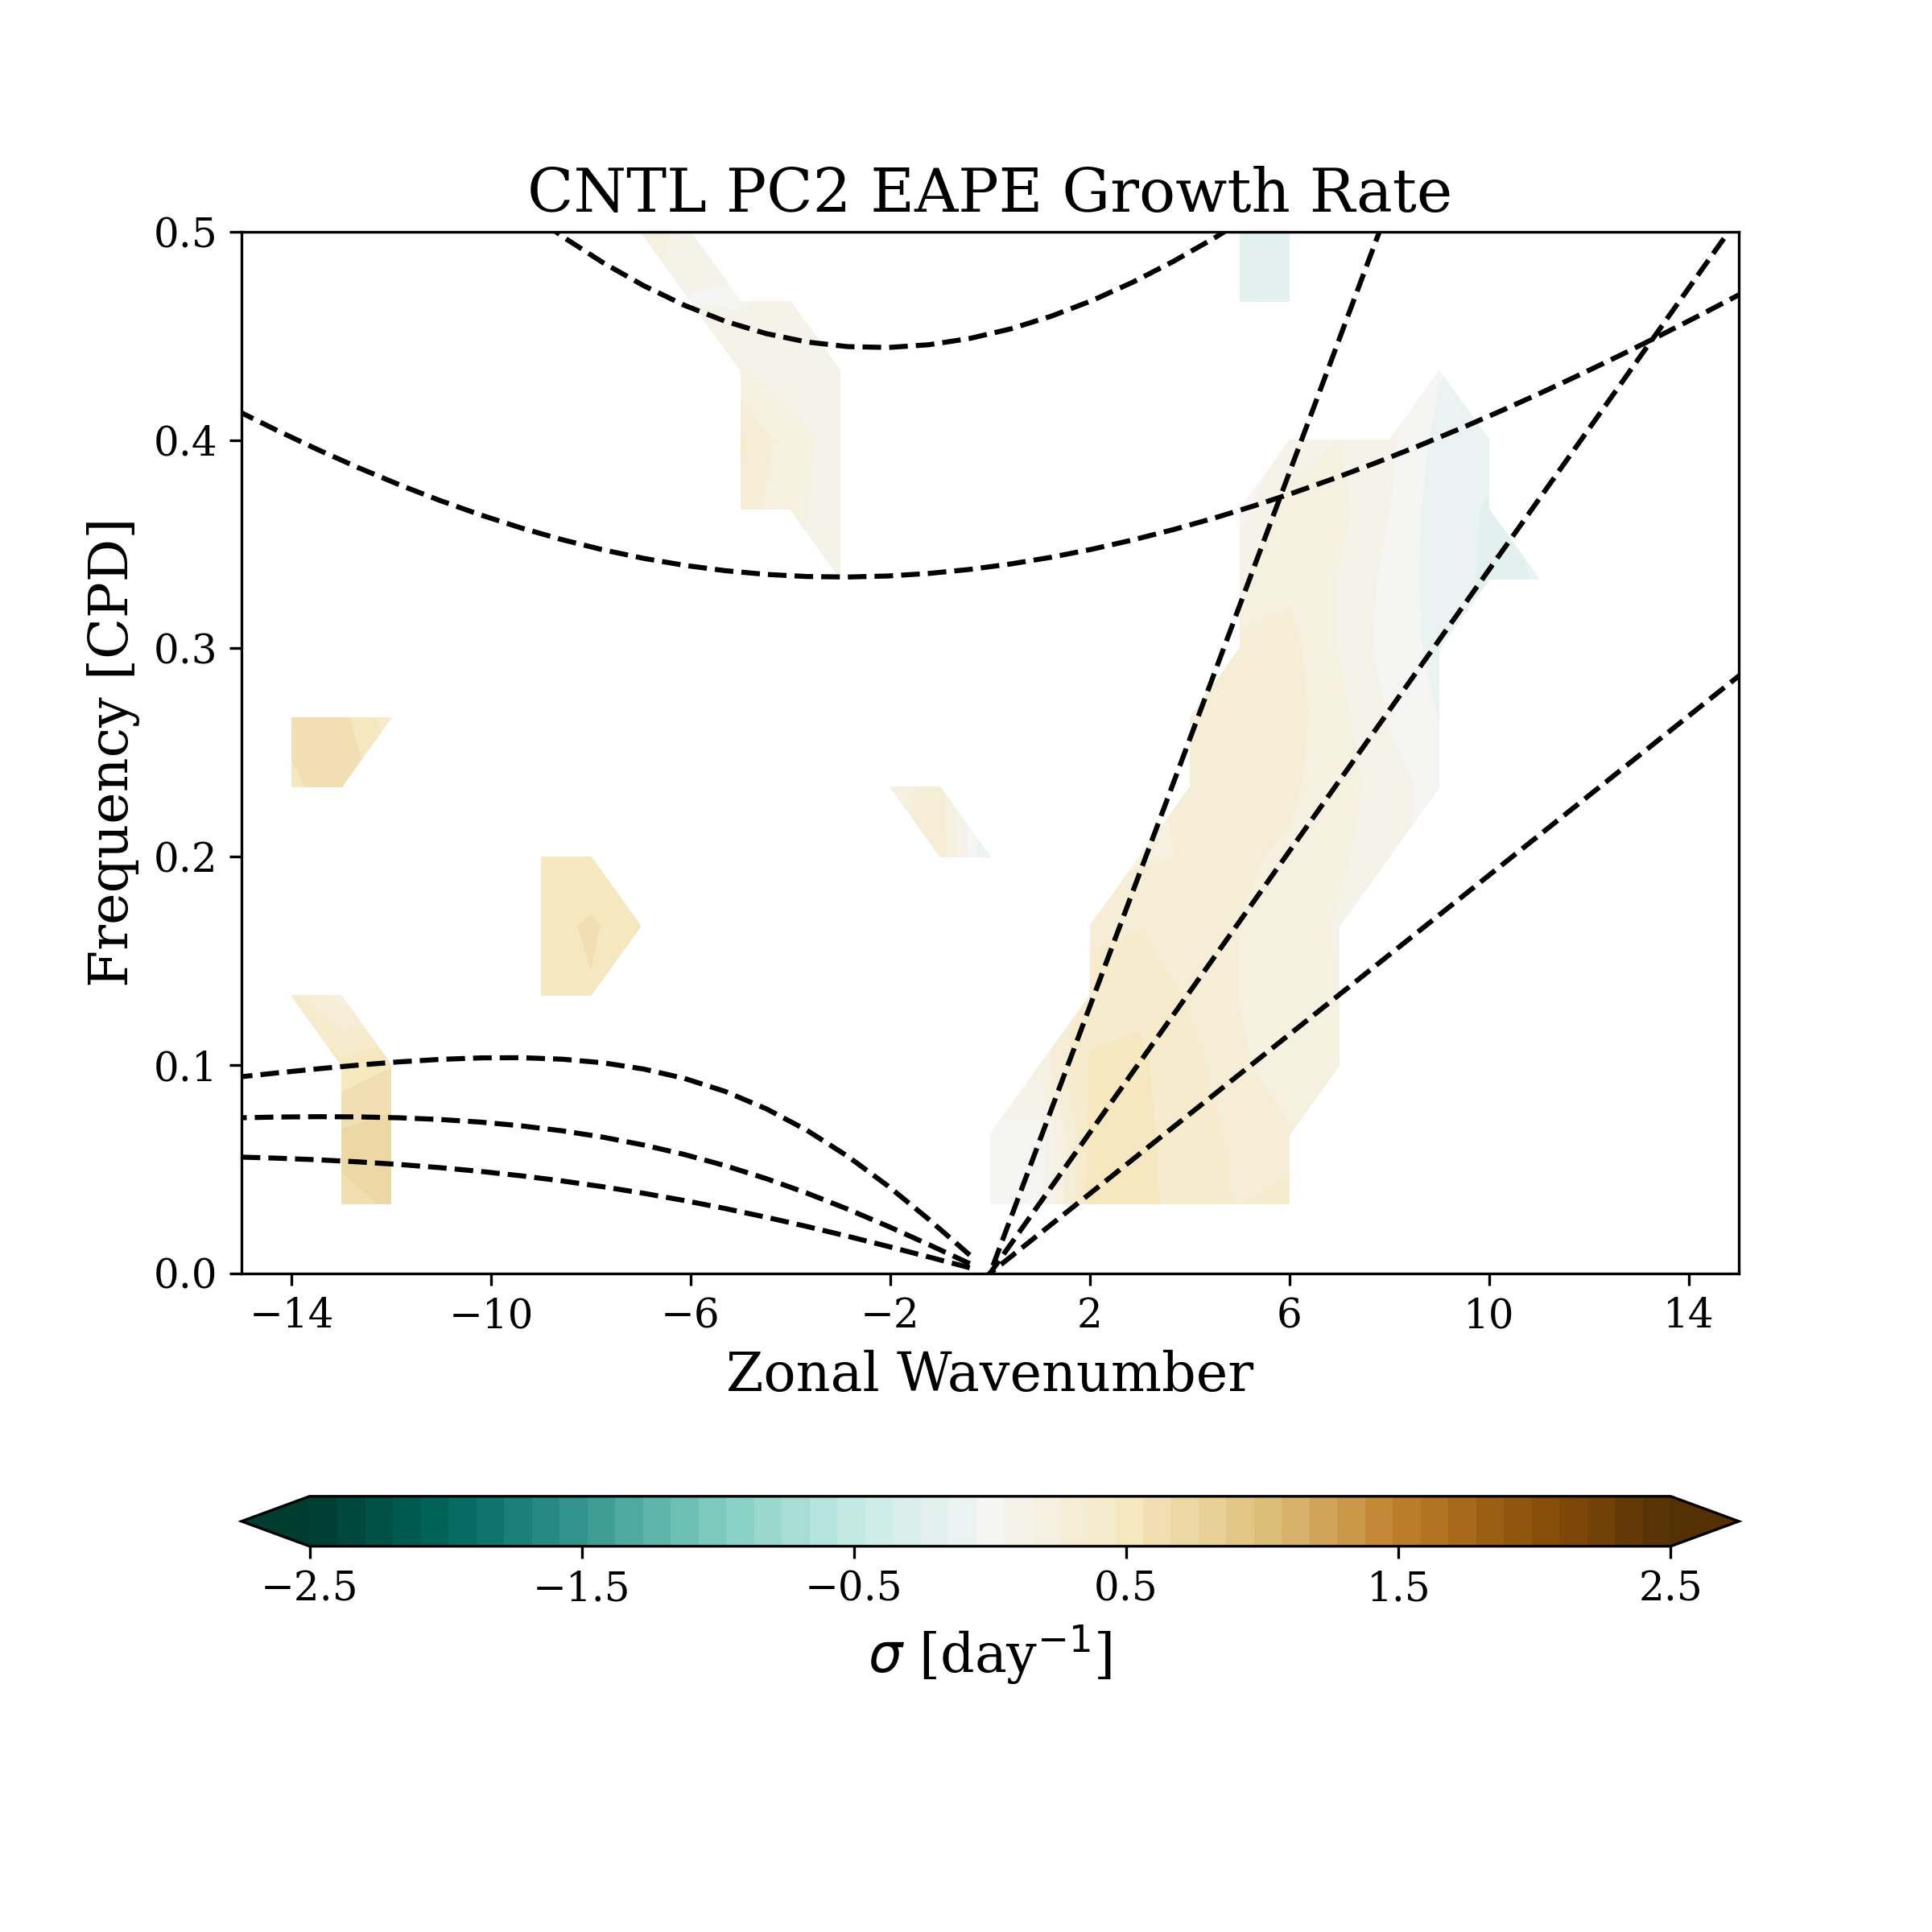 CNTL PC2 EAPE Growth Rate
0.5
0.4
0.3
0.2
0.1
0.0
Frequency [CPD]
−14 −10 −6 −2 2 6 10 14
Zonal Wavenumber
−2.5 −1.5 −0.5 0.5 1.5 2.5
σ [day⁻¹]